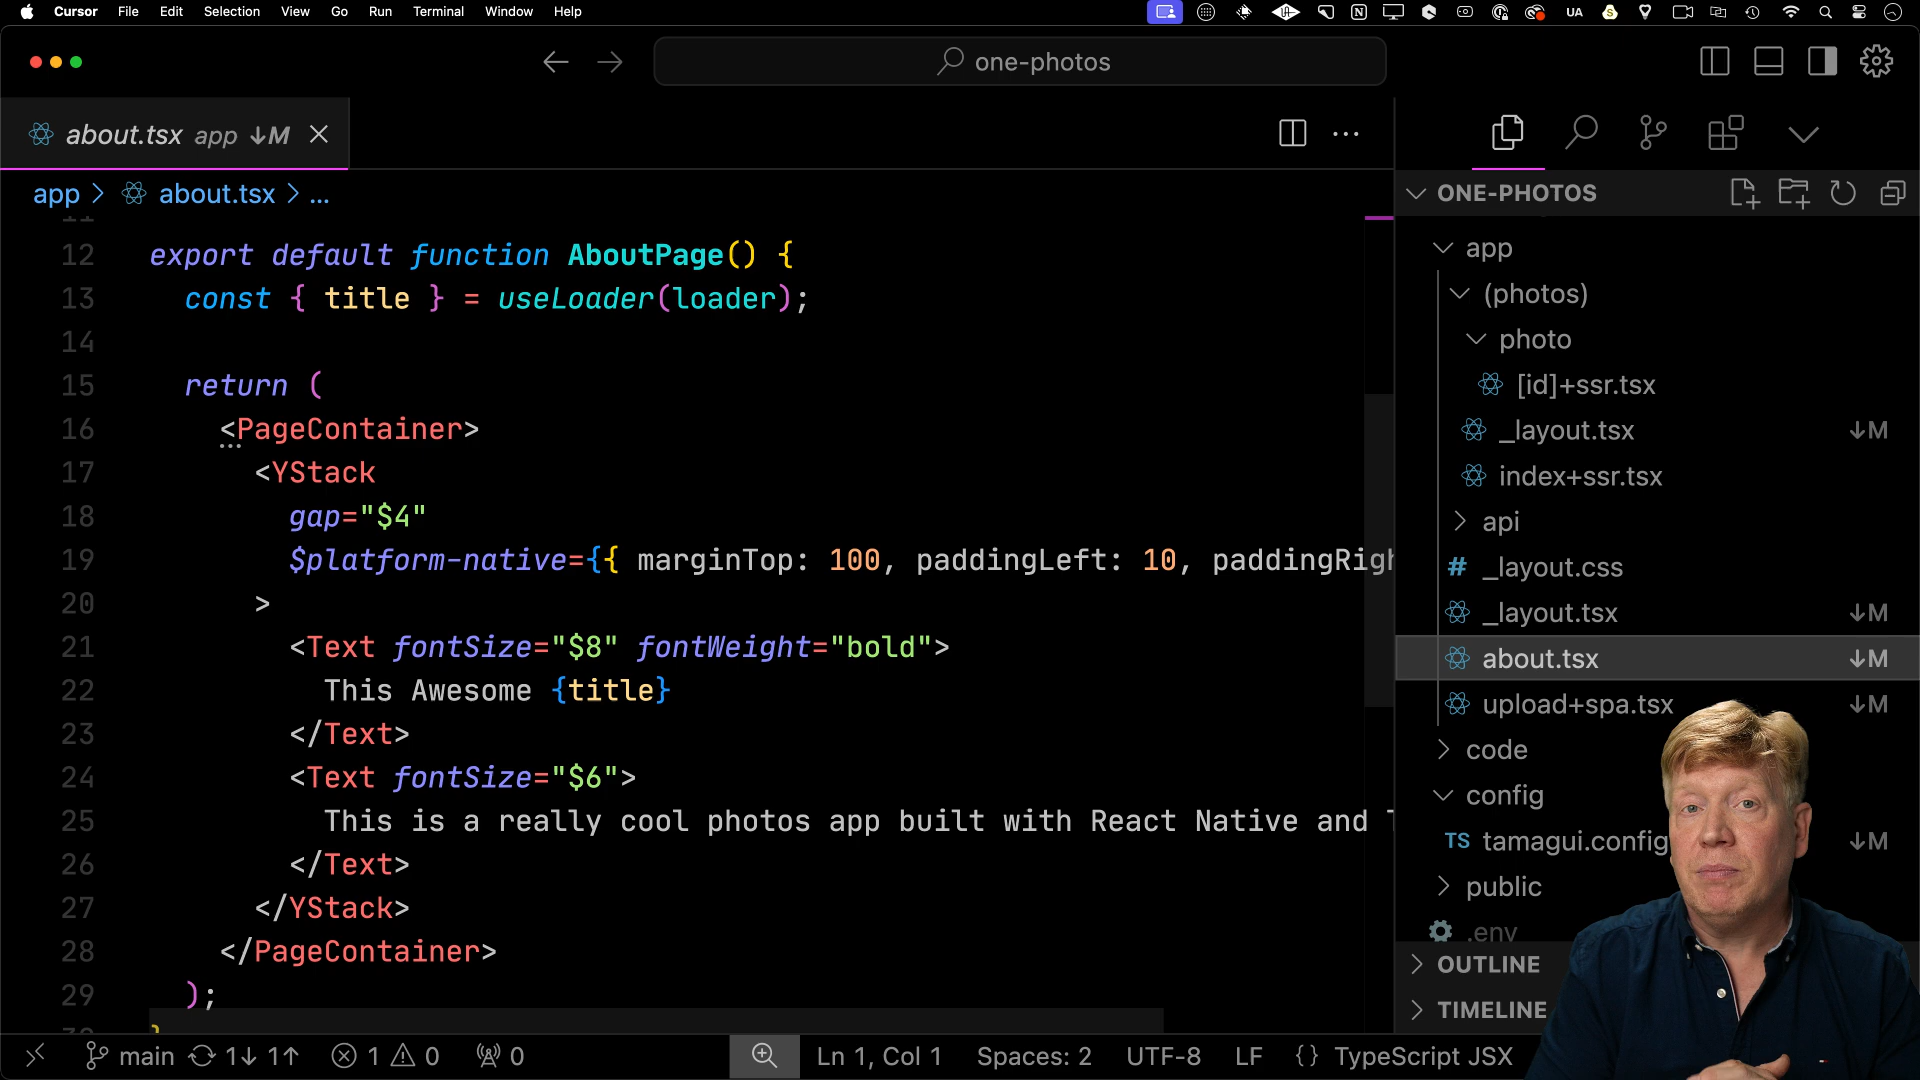 Cursor File Edit Selection View Go Run Terminal Window Help UA
one-photos
about.tsx app ↓M
app > about.tsx > ...
11
12 export default function AboutPage() {
13 const { title } = useLoader(loader);
14
15 return (
16 <PageContainer>
17 <YStack
18 gap="$4"
19 $platform-native={{ marginTop: 100, paddingLeft: 10, paddingRigh
20 >
21 <Text fontSize="$8" fontWeight="bold">
22 This Awesome {title}
23 </Text>
24 <Text fontSize="$6">
25 This is a really cool photos app built with React Native and
26 </Text>
27 </YStack>
28 </PageContainer>
29 );
30 }
ONE-PHOTOS
app
(photos)
photo
[id]+ssr.tsx
_layout.tsx ↓M
index+ssr.tsx
api
# _layout.css
_layout.tsx ↓M
about.tsx ↓M
upload+spa.tsx ↓M
code
config
TS tamagui.config ↓M
public
.env
OUTLINE
TIMELINE
main 1↓ 1↑ 1 0 0 Ln 1, Col 1 Spaces: 2 UTF-8 LF {} TypeScript JSX